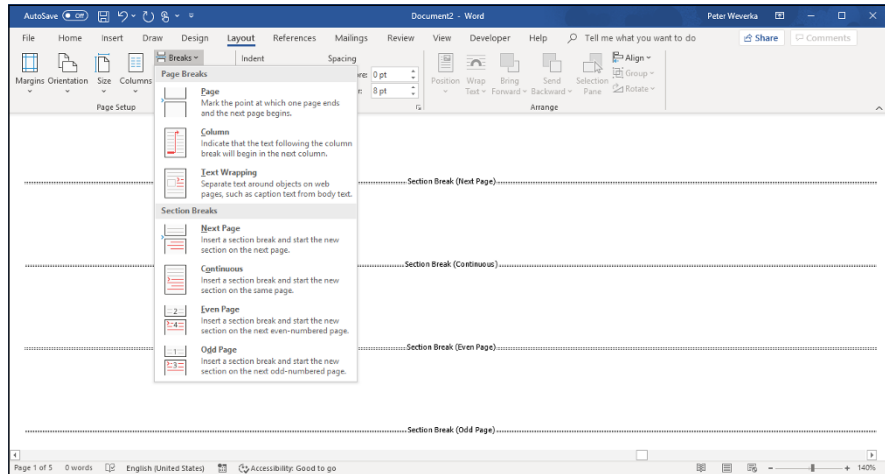 AutoSave Off Document2 - Word Peter Weverka
File Home Insert Draw Design Layout References Mailings Review View Developer Help Tell me what you want to do Share Comments
Breaks Indent Spacing Align
Page Breaks
Margins Orientation Size Columns 0 pt Position Wrap Bring Send Selection Group
8 pt Text Forward Backward Pane Rotate
Page Setup Arrange
Page
Mark the point at which one page ends
and the next page begins.
Column
Indicate that the text following the column
break will begin in the next column.
Text Wrapping
Separate text around objects on web
pages, such as caption text from body text.
Section Breaks
Next Page
Insert a section break and start the new
section on the next page.
Continuous
Insert a section break and start the new
section on the same page.
Even Page
Insert a section break and start the new
section on the next even-numbered page.
Odd Page
Insert a section break and start the new
section on the next odd-numbered page.
Section Break (Next Page)
Section Break (Continuous)
Section Break (Even Page)
Section Break (Odd Page)
Page 1 of 5 0 words English (United States) Accessibility: Good to go 140%